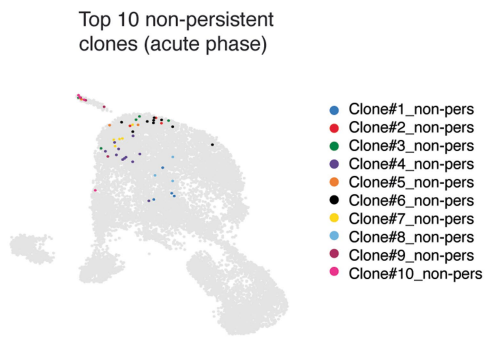 Top 10 non-persistent
clones (acute phase)
Clone#1_non-pers
Clone#2_non-pers
Clone#3_non-pers
Clone#4_non-pers
Clone#5_non-pers
Clone#6_non-pers
Clone#7_non-pers
Clone#8_non-pers
Clone#9_non-pers
Clone#10_non-pers